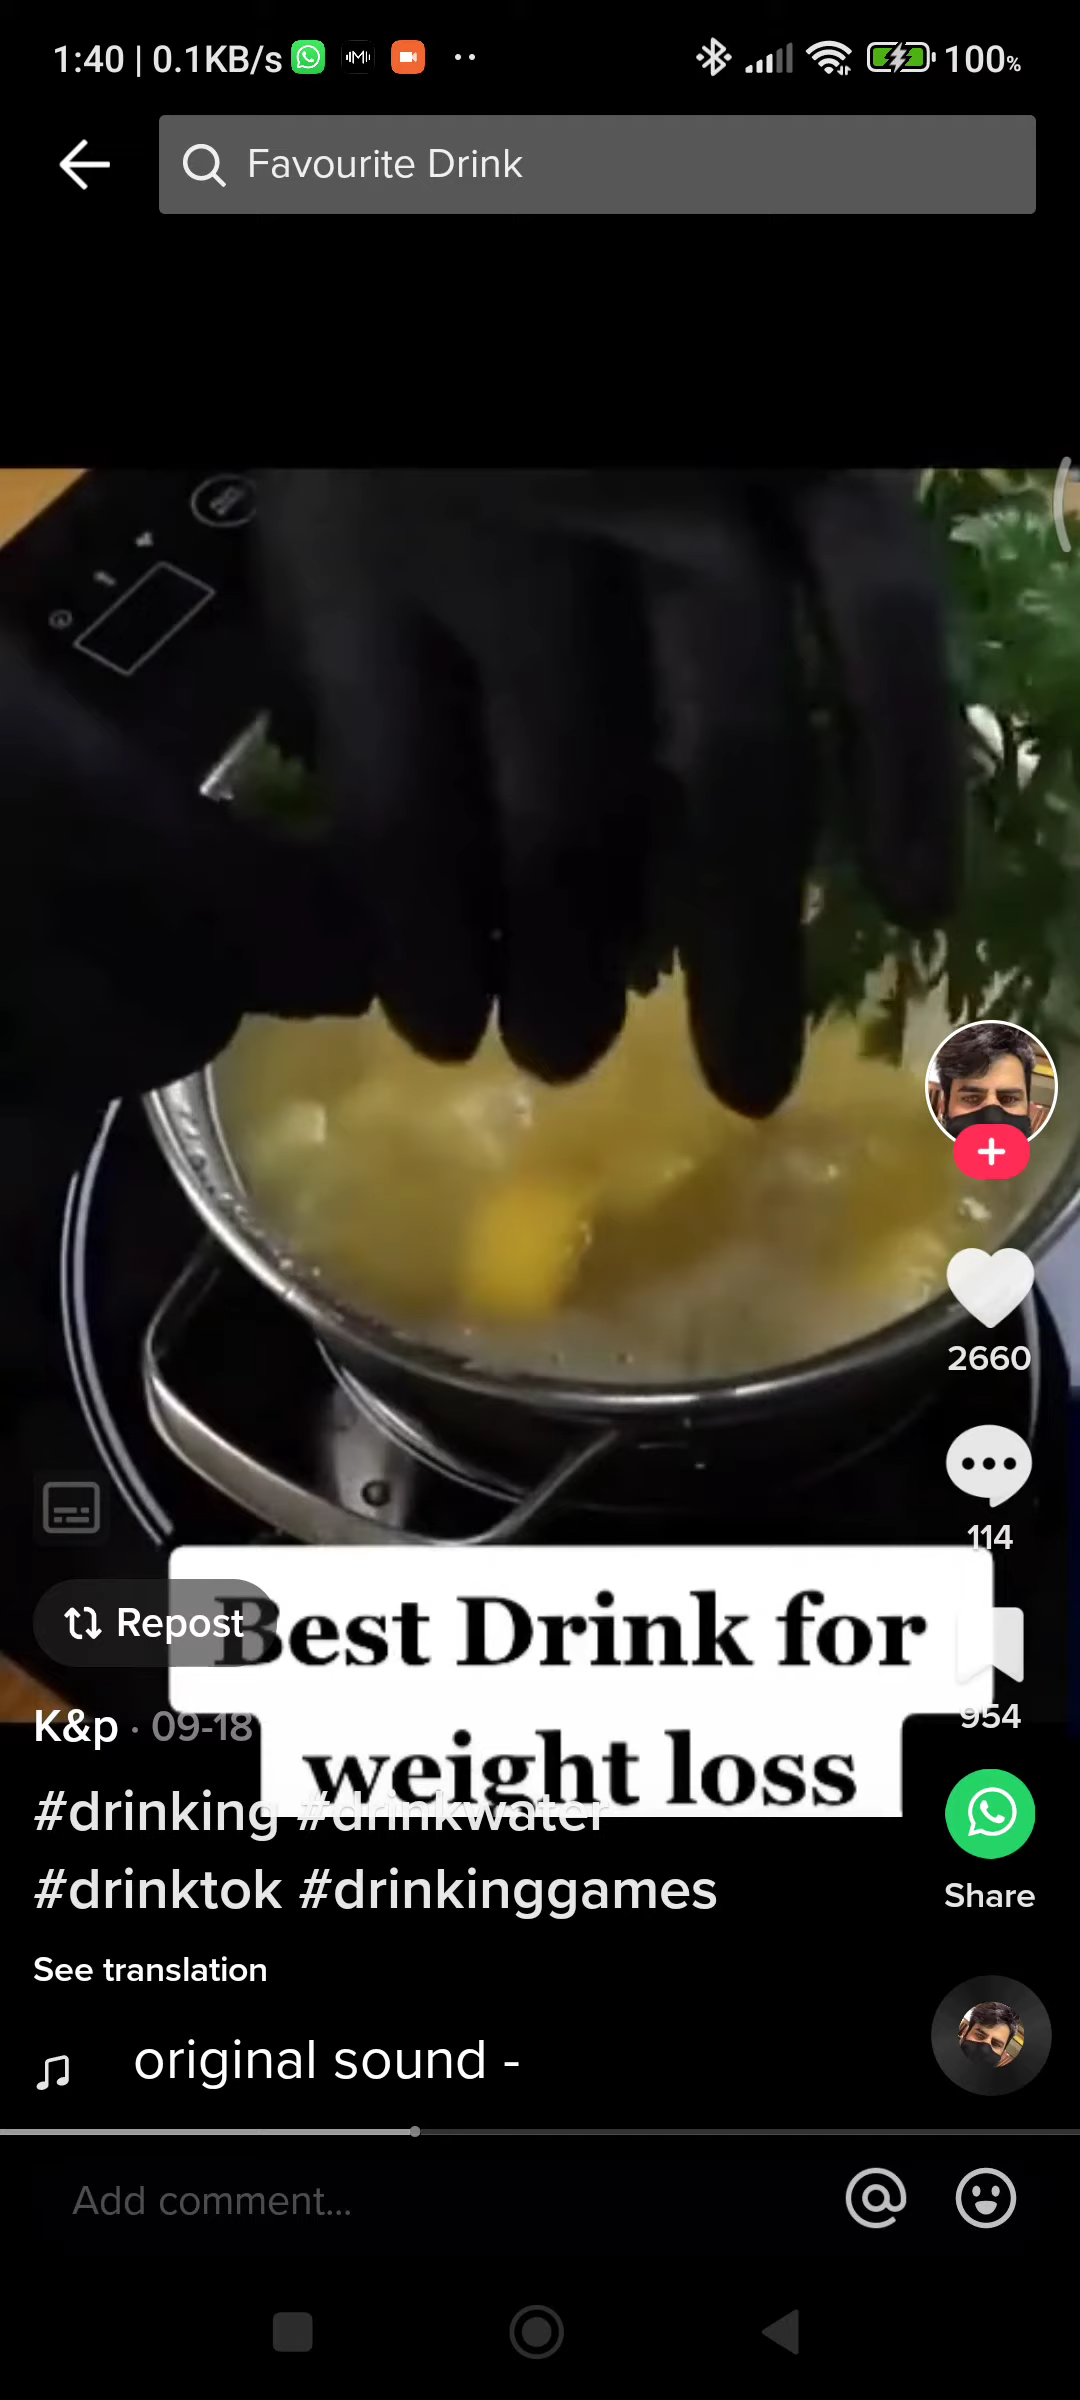 1:40 | 0.1KB/s 100%
Favourite Drink
2660
114
Best Drink for
Repost
954
K&p · 09-18
weight loss
#drinking #drinkwater
#drinktok #drinkinggames
Share
See translation
original sound -
Add comment...